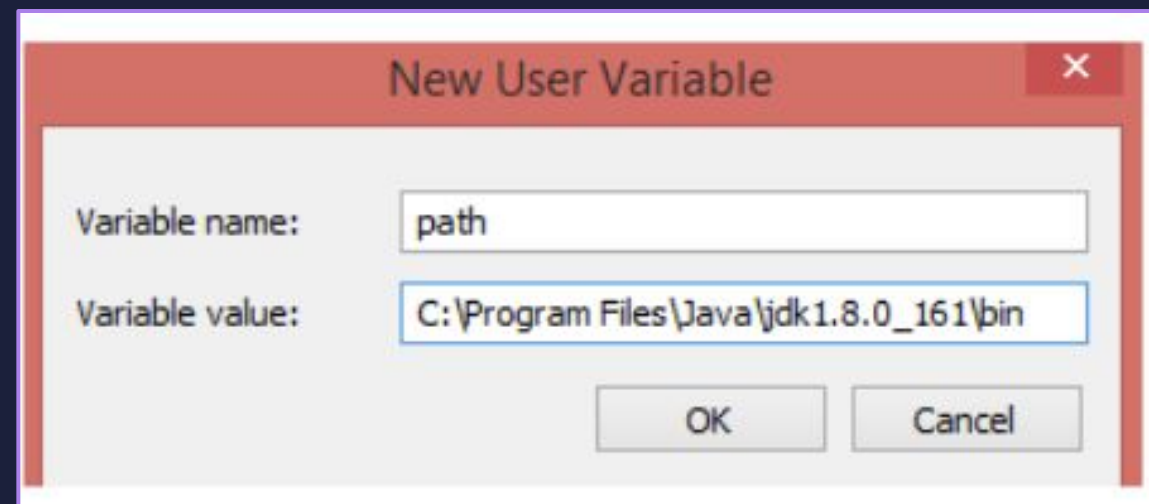 New User Variable
Variable name: path
Variable value: C:\Program Files\Java\jdk1.8.0_161\bin
OK Cancel